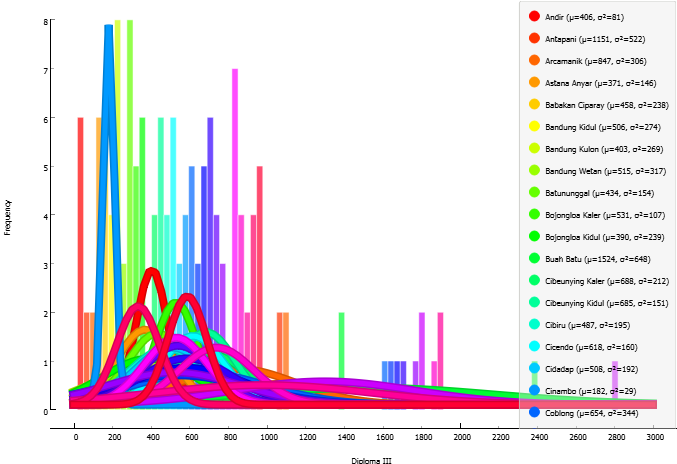 8
7
6
5
4
3
2
1
0
Frequency
0
200
400
600
800
1000
1200
1400
1600
1800
2000
2200
2400
2600
2800
3000
Diploma III
Andir (μ=406, σ²=81)
Antapani (μ=1151, σ²=522)
Arcamanik (μ=847, σ²=306)
Astana Anyar (μ=371, σ²=146)
Babakan Ciparay (μ=458, σ²=238)
Bandung Kidul (μ=506, σ²=274)
Bandung Kulon (μ=403, σ²=269)
Bandung Wetan (μ=515, σ²=317)
Batununggal (μ=434, σ²=154)
Bojongloa Kaler (μ=531, σ²=107)
Bojongloa Kidul (μ=390, σ²=239)
Buah Batu (μ=1524, σ²=648)
Cibeunying Kaler (μ=688, σ²=212)
Cibeunying Kidul (μ=685, σ²=151)
Cibiru (μ=487, σ²=195)
Cicendo (μ=618, σ²=160)
Cidadap (μ=508, σ²=192)
Cinambo (μ=182, σ²=29)
Coblong (μ=654, σ²=344)